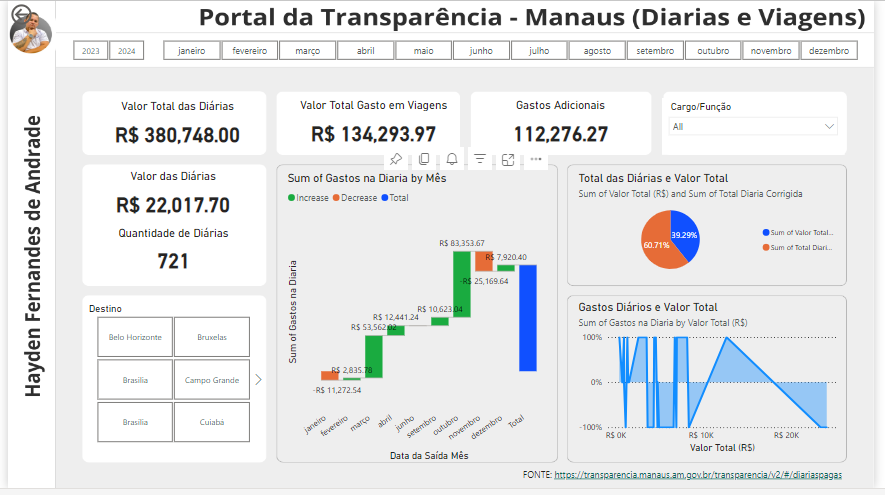 Portal da Transparência - Manaus (Diarias e Viagens)
2023 2024 janeiro fevereiro março abril maio junho julho agosto setembro outubro novembro dezembro
Hayden Fernandes de Andrade
Valor Total das Diárias
R$ 380,748.00
Valor Total Gasto em Viagens
R$ 134,293.97
Gastos Adicionais
112,276.27
Cargo/Função
All
Valor das Diárias
R$ 22,017.70
Quantidade de Diárias
721
Destino
Belo Horizonte Bruxelas
Brasilia Campo Grande
Brasília Cuiabá
Sum of Gastos na Diaria by Mês
Increase Decrease Total
Sum of Gastos na Diaria
R$ 83,353.67
R$ 7,920.40
-R$ 25,169.64
R$ 10,623.04
R$ 12,441.24
R$ 53,562.02
R$ 2,835.78
-R$ 11,272.54
janeiro fevereiro março abril junho setembro outubro novembro dezembro Total
Data da Saída Mês
Total das Diárias e Valor Total
Sum of Valor Total (R$) and Sum of Total Diaria Corrigida
39.29%
60.71%
Sum of Valor Total...
Sum of Total Diari...
Gastos Diários e Valor Total
Sum of Gastos na Diaria by Valor Total (R$)
100%
0%
-100%
R$ 0K R$ 10K R$ 20K
Valor Total (R$)
FONTE: https://transparencia.manaus.am.gov.br/transparencia/v2/#/diariaspagas